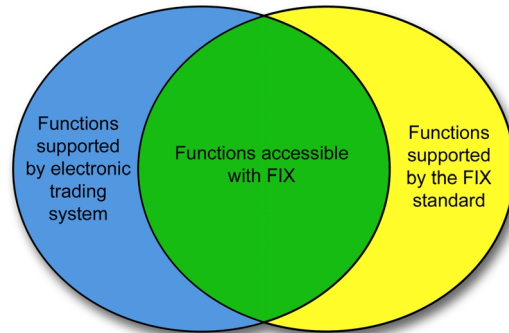 Functions
supported
by electronic
trading
system
Functions accessible
with FIX
Functions
supported
by the FIX
standard